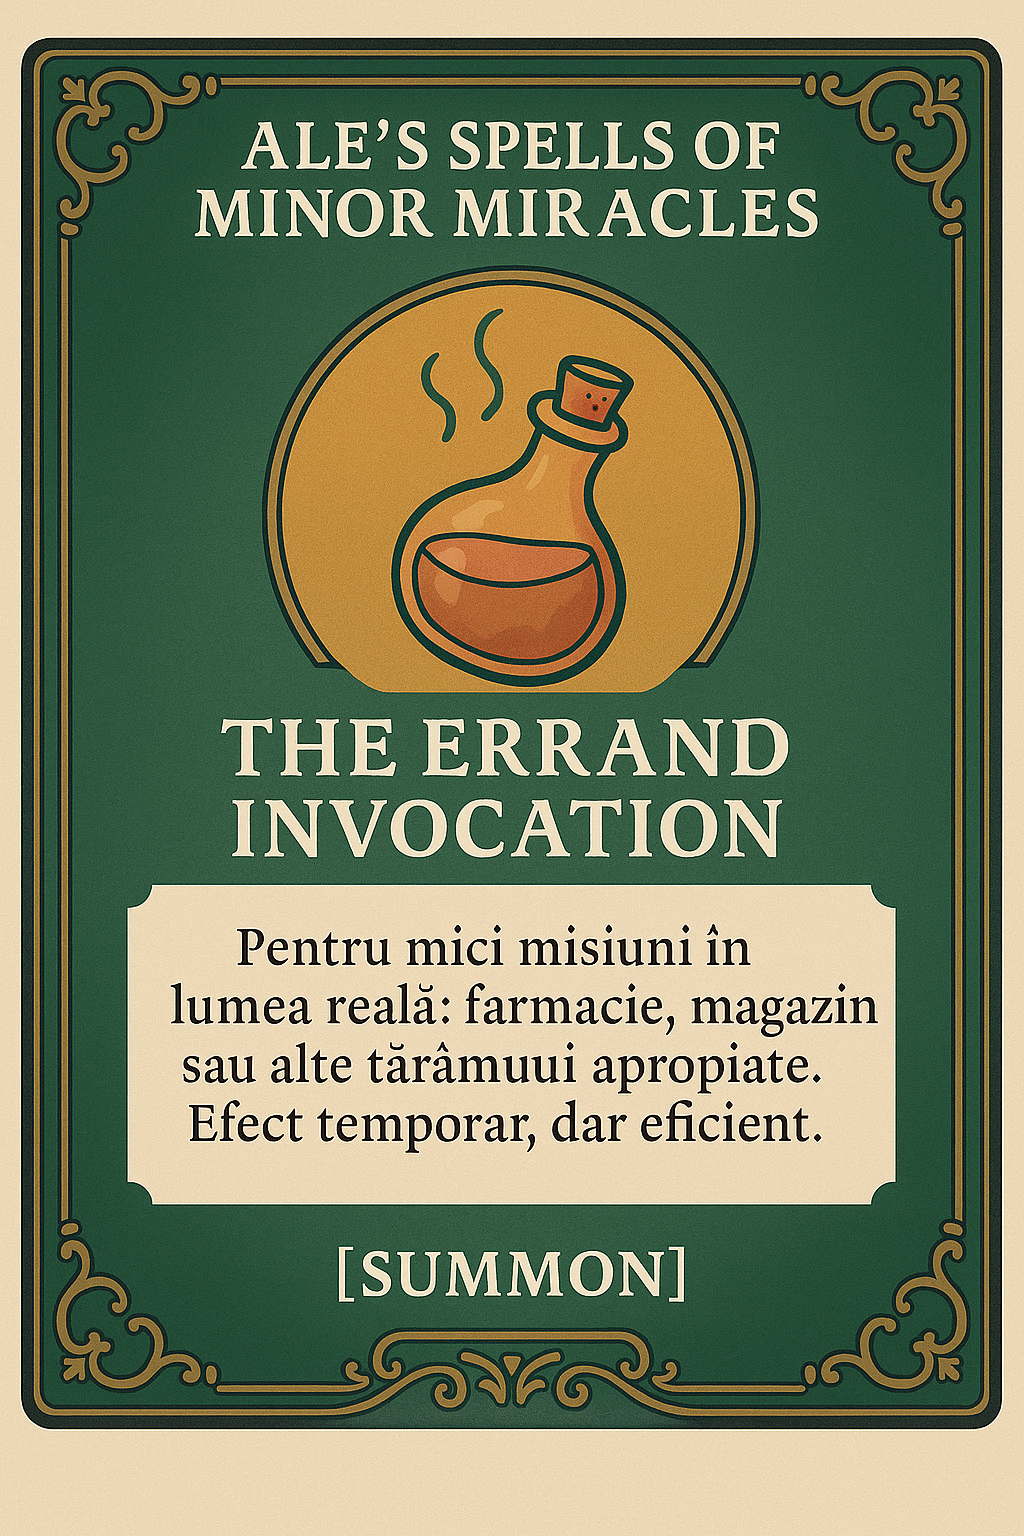 ALE'S SPELLS OF
MINOR MIRACLES
THE ERRAND
INVOCATION
Pentru mici misiuni în
lumea reală: farmacie, magazin
sau alte tărâmuui apropiate.
Efect temporar, dar eficient.
[SUMMON]